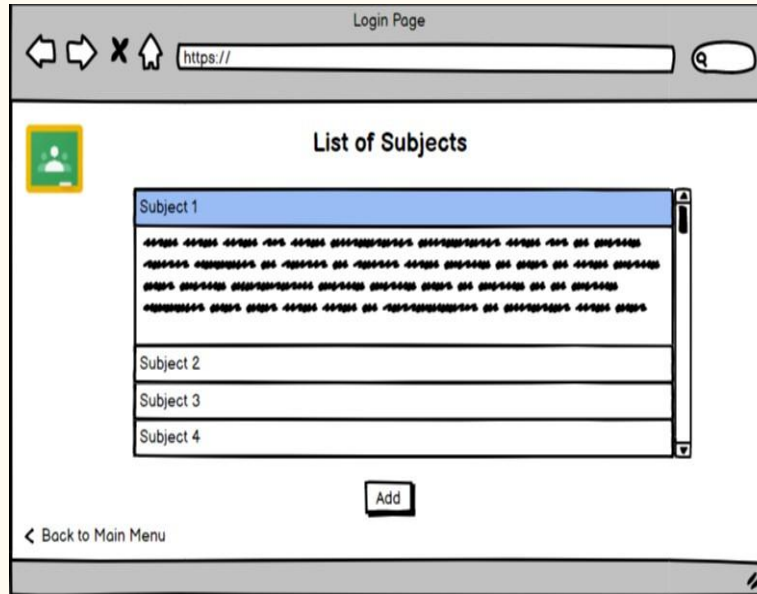 Login Page
https://
List of Subjects
Subject 1
Subject 2
Subject 3
Subject 4
Add
Back to Main Menu